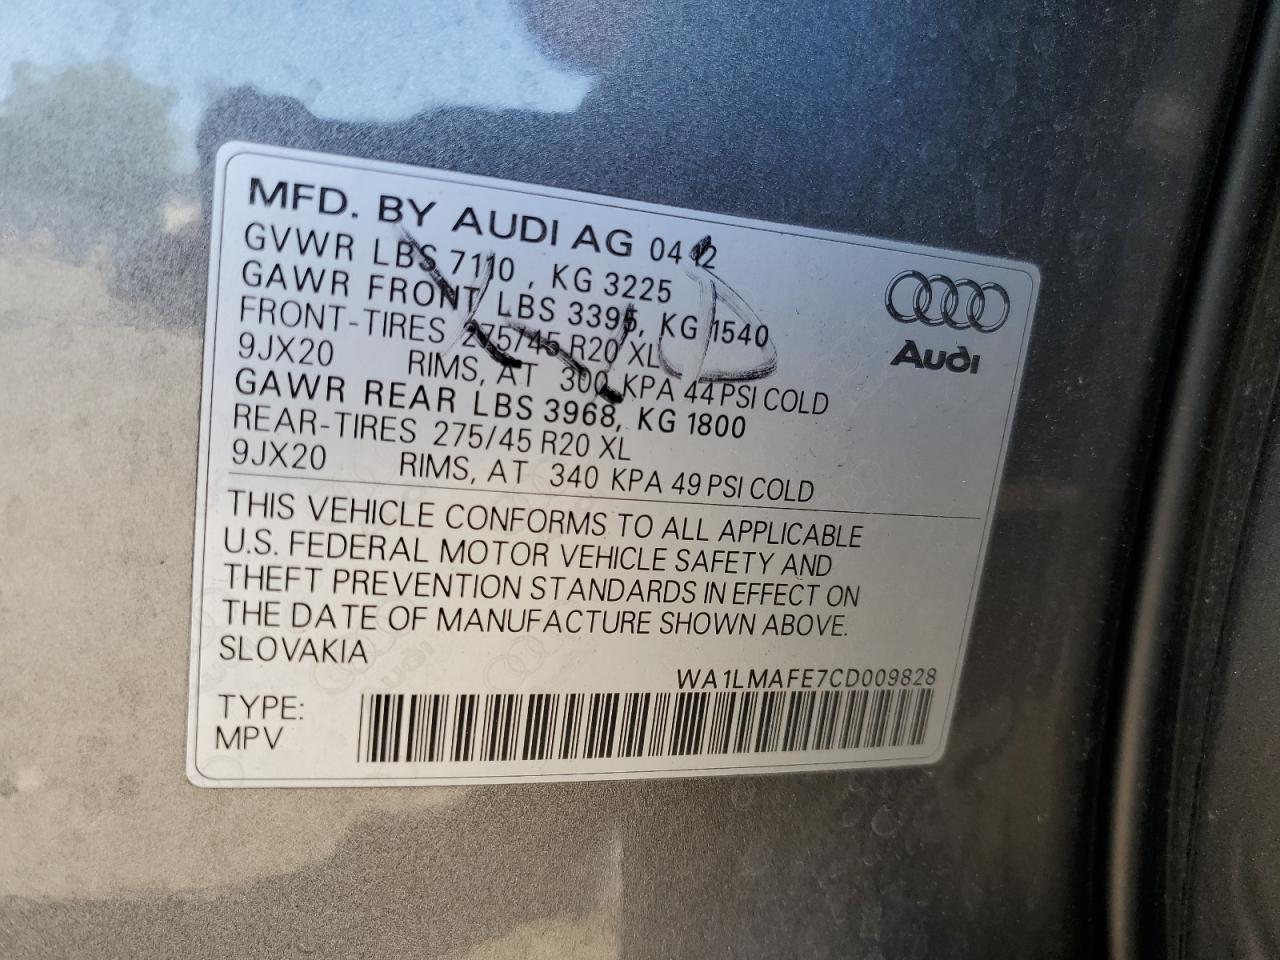 MFD. BY AUDI AG
GVWR LBS 7110, KG 3225
GAWR FRONT LBS 3395, KG 1540
FRONT-TIRES 275/45 R20 XL
9JX20 RIMS, AT 300 KPA 44 PSI COLD
GAWR REAR LBS 3968, KG 1800
REAR-TIRES 275/45 R20 XL
9JX20 RIMS, AT 340 KPA 49 PSI COLD
Audi
THIS VEHICLE CONFORMS TO ALL APPLICABLE
U.S. FEDERAL MOTOR VEHICLE SAFETY AND
THEFT PREVENTION STANDARDS IN EFFECT ON
THE DATE OF MANUFACTURE SHOWN ABOVE.
SLOVAKIA
WA1LMAFE7CD009828
TYPE:
MPV